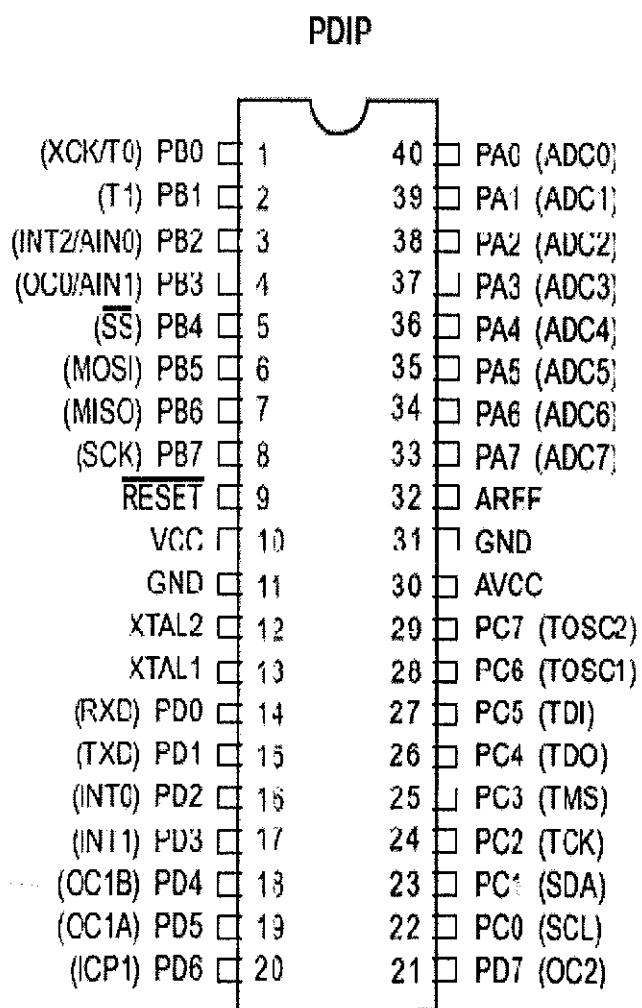 PDIP
(XCK/T0) PB0 1 40 PA0 (ADC0)
(T1) PB1 2 39 PA1 (ADC1)
(INT2/AIN0) PB2 3 38 PA2 (ADC2)
(OC0/AIN1) PB3 4 37 PA3 (ADC3)
(SS) PB4 5 36 PA4 (ADC4)
(MOSI) PB5 6 35 PA5 (ADC5)
(MISO) PB6 7 34 PA6 (ADC6)
(SCK) PB7 8 33 PA7 (ADC7)
RESET 9 32 AREF
VCC 10 31 GND
GND 11 30 AVCC
XTAL2 12 29 PC7 (TOSC2)
XTAL1 13 28 PC6 (TOSC1)
(RXD) PD0 14 27 PC5 (TDI)
(TXD) PD1 15 26 PC4 (TDO)
(INT0) PD2 16 25 PC3 (TMS)
(INT1) PD3 17 24 PC2 (TCK)
(OC1B) PD4 18 23 PC1 (SDA)
(OC1A) PD5 19 22 PC0 (SCL)
(ICP1) PD6 20 21 PD7 (OC2)